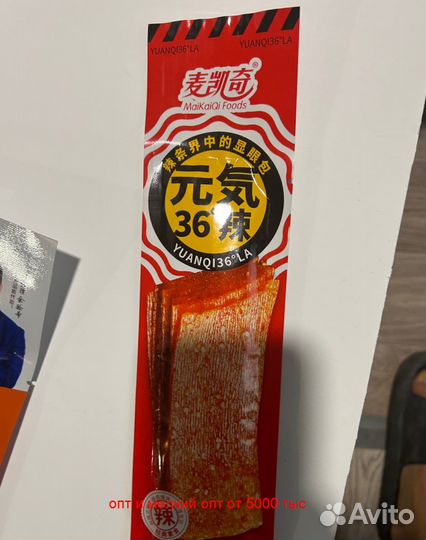 YUANQI36°LA YUANQI36°LA
麦凯奇®
MaiKaiQi Foods
辣条界中的显眼包
元気
36°辣
YUANQI36°LA
辣
опт и мелкий опт от 5000 тыс
Avito